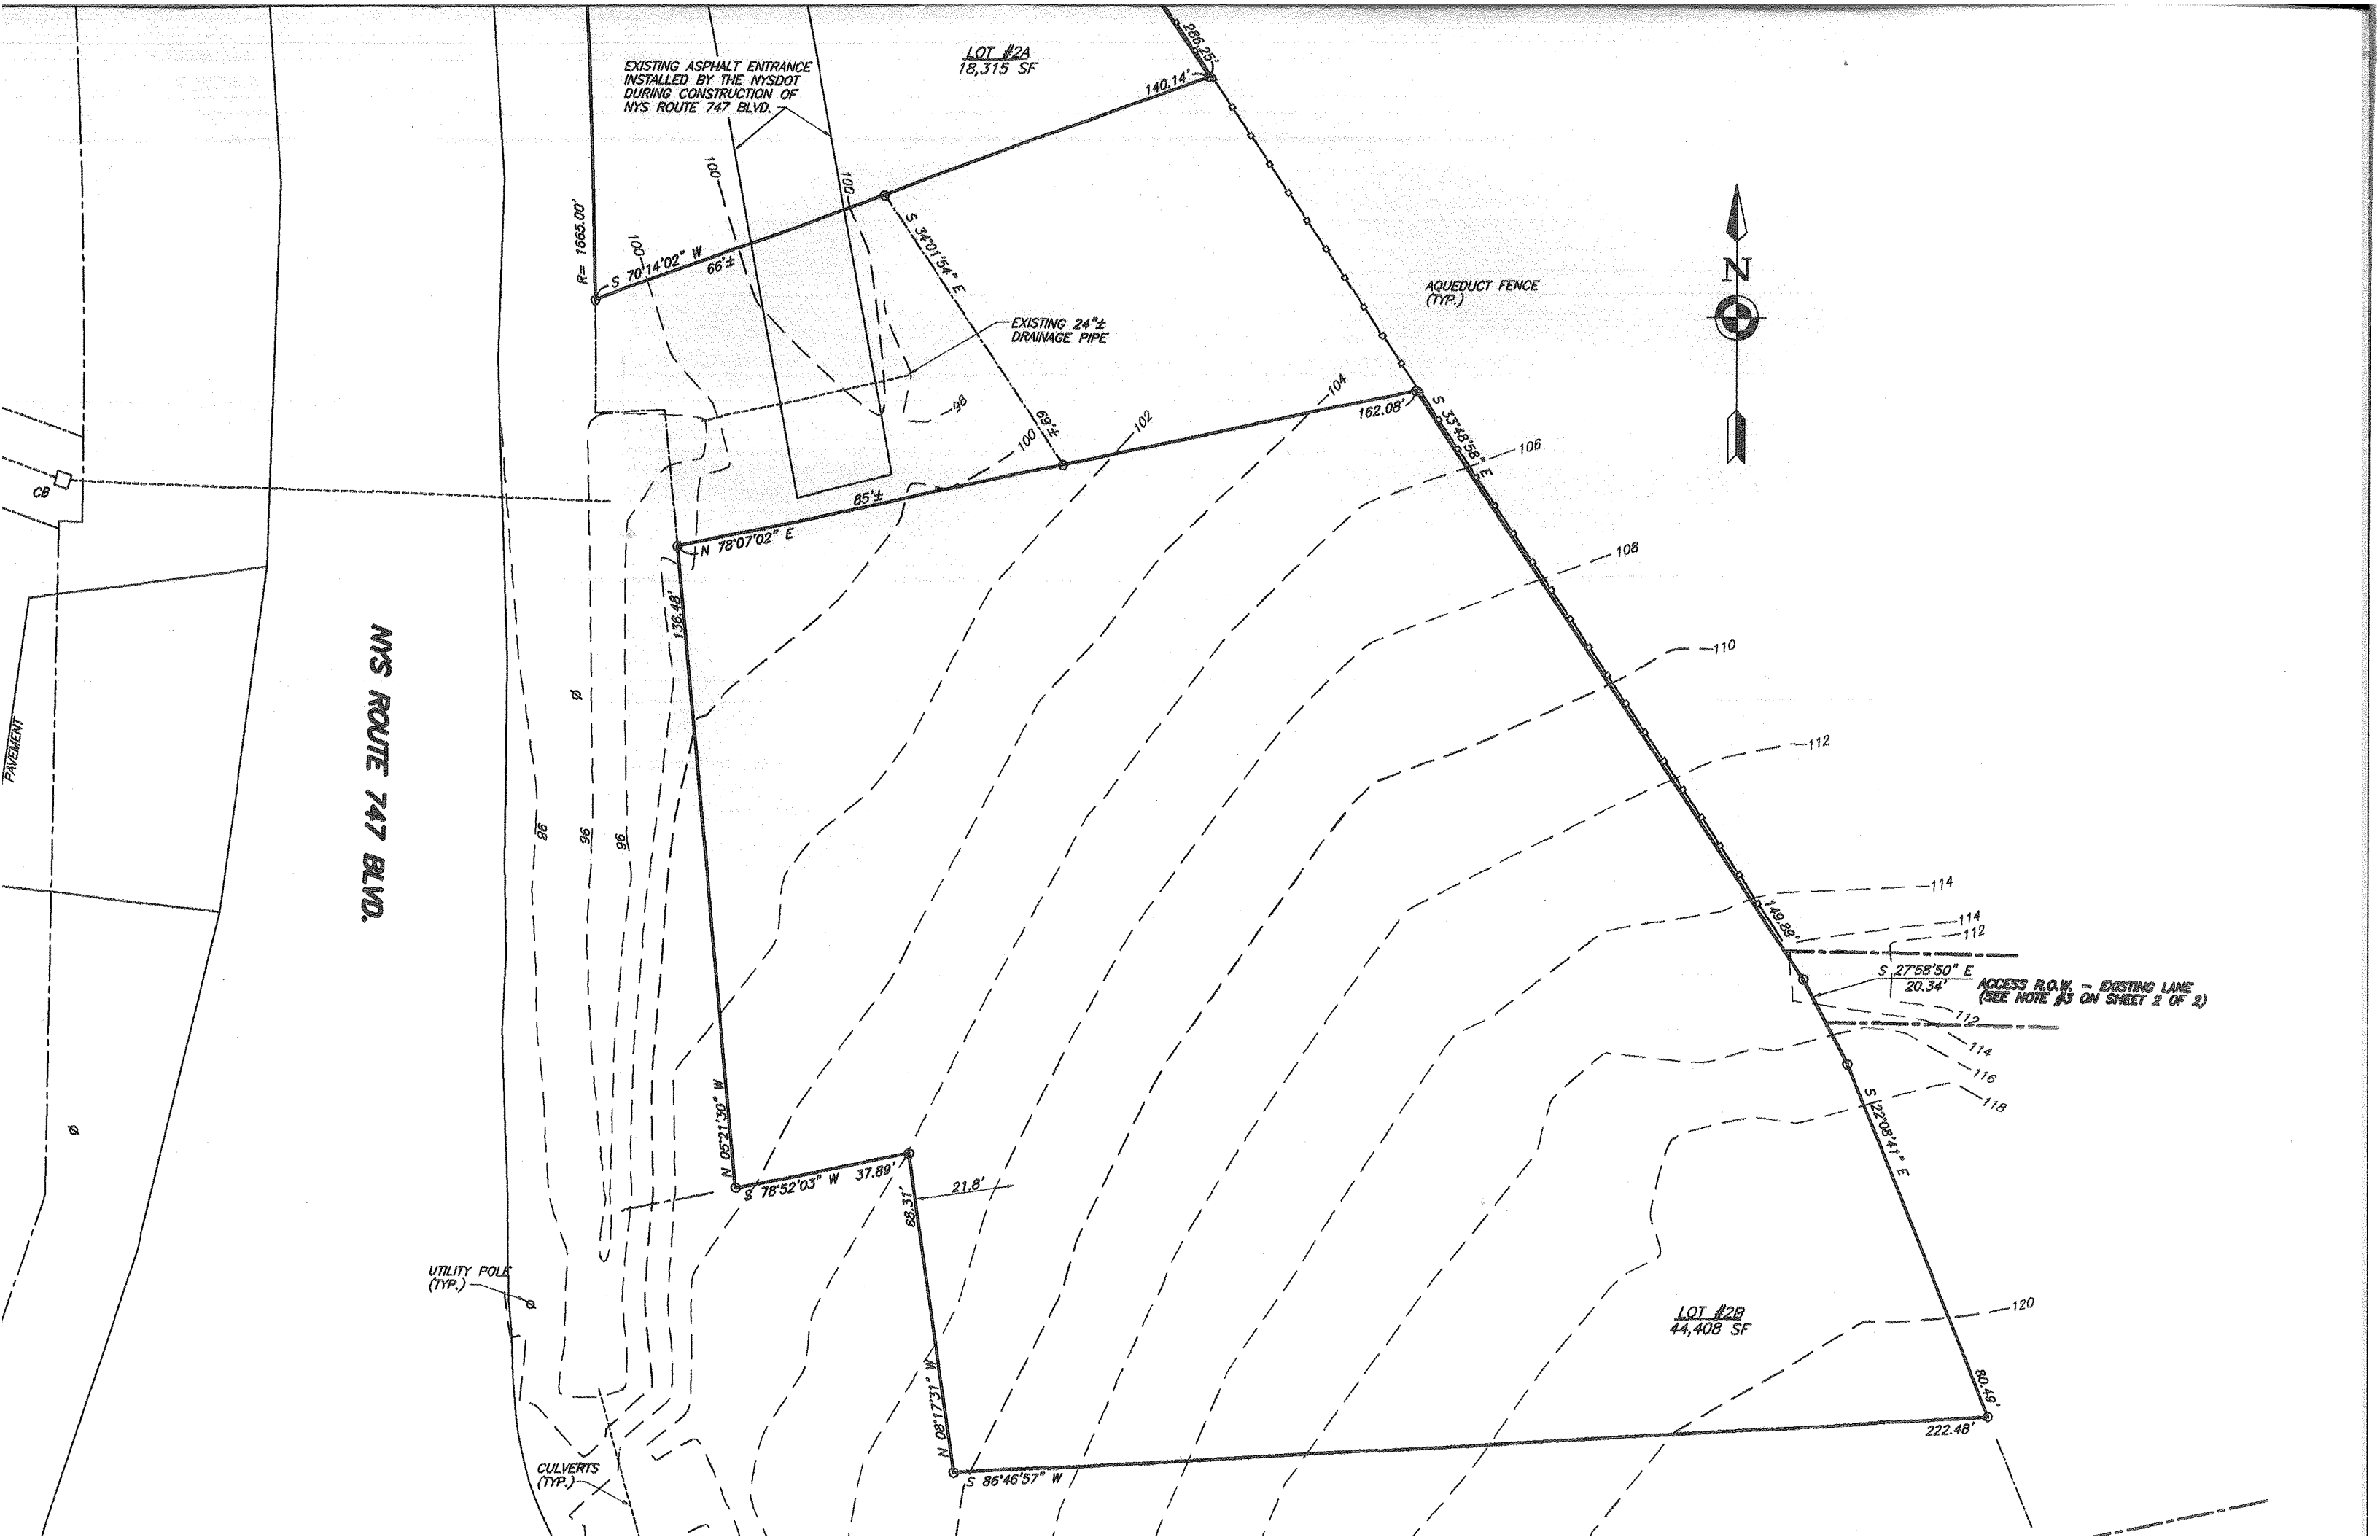 LOT #2A
18,315 SF
286.25'
140.14'
EXISTING ASPHALT ENTRANCE
INSTALLED BY THE NYSDOT
DURING CONSTRUCTION OF
NYS ROUTE 747 BLVD.
100
100
100
R= 1665.00'
S 70°14'02" W
66'±
S 34°01'54" E
69'±
EXISTING 24"±
DRAINAGE PIPE
AQUEDUCT FENCE
(TYP.)
N
98
100
102
104
162.08'
S 33°48'58" E
106
CB
85'±
N 78°07'02" E
108
136.48'
110
NYS ROUTE 747 BLVD.
PAVEMENT
112
98
96
96
114
149.89'
114
112
S 27°58'50" E
20.34'
ACCESS R.O.W. - EXISTING LANE
(SEE NOTE #3 ON SHEET 2 OF 2)
112
114
116
118
S 22°08'41" E
N 05°21'30" W
S 78°52'03" W
37.89'
68.31'
21.8'
UTILITY POLE
(TYP.)
LOT #2B
44,408 SF
120
80.49'
N 08°17'31" W
222.48'
S 86°46'57" W
CULVERTS
(TYP.)